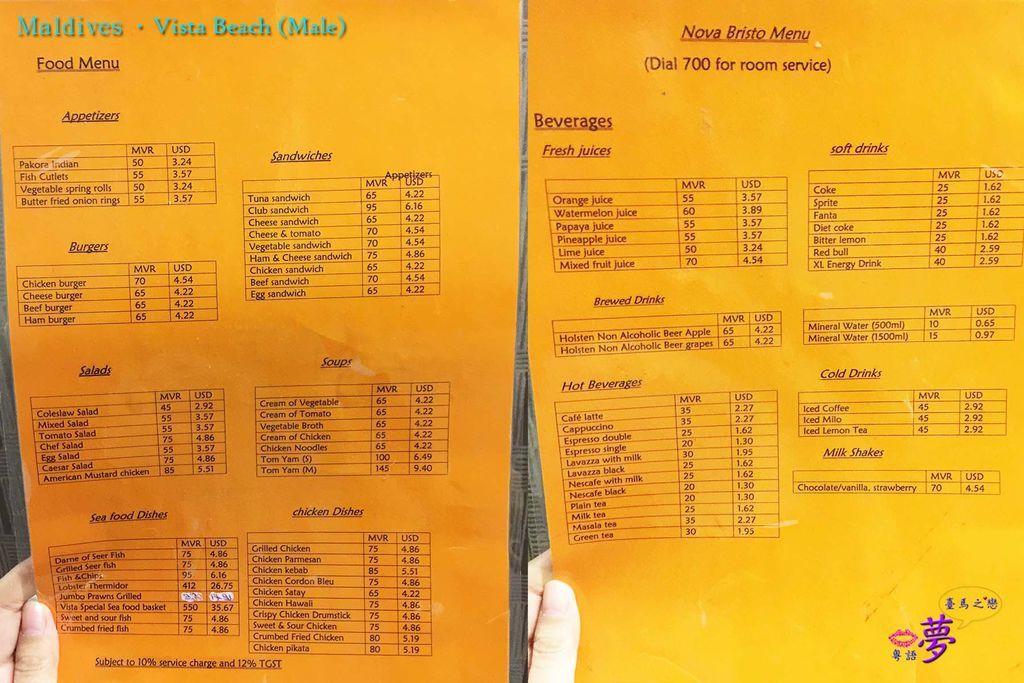 Maldives · Vista Beach (Male)
Food Menu
Appetizers
MVR USD
Pakora Indian 50 3.24
Fish Cutlets 55 3.57
Vegetable spring rolls 50 3.24
Butter fried onion rings 55 3.57
Burgers
MVR USD
Chicken burger 70 4.54
Cheese burger 65 4.22
Beef burger 65 4.22
Ham burger 65 4.22
Sandwiches
Appetizers
MVR USD
Tuna sandwich 65 4.22
Club sandwich 95 6.16
Cheese sandwich 65 4.22
Cheese & tomato 70 4.54
Vegetable sandwich 70 4.54
Ham & Cheese sandwich 75 4.86
Chicken sandwich 65 4.22
Beef sandwich 70 4.54
Egg sandwich 65 4.22
Salads
MVR USD
Coleslaw Salad 45 2.92
Mixed Salad 55 3.57
Tomato Salad 55 3.57
Chef Salad 75 4.86
Egg Salad 55 3.57
Caesar Salad 75 4.86
American Mustard chicken 85 5.51
Soups
MVR USD
Cream of Vegetable 65 4.22
Cream of Tomato 65 4.22
Vegetable Broth 65 4.22
Cream of Chicken 65 4.22
Chicken Noodles 65 4.22
Tom Yam (S) 100 6.49
Tom Yam (M) 145 9.40
Sea food Dishes
MVR USD
Darne of Seer Fish 75 4.86
Grilled Seer fish 75 4.86
Fish &Chips 95 6.16
Lobster Thermidor 412 26.75
Jumbo Prawns Grilled
Vista Special Sea food basket 550 35.67
Sweet and sour fish 75 4.86
Crumbed fried fish 75 4.86
chicken Dishes
MVR USD
Grilled Chicken 75 4.86
Chicken Parmesan 75 4.86
Chicken kebab 85 5.51
Chicken Cordon Bleu 75 4.86
Chicken Satay 65 4.22
Chicken Hawaii 75 4.86
Crispy Chicken Drumstick 75 4.86
Sweet & Sour Chicken 75 4.86
Crumbed Fried Chicken 80 5.19
Chicken pikata 80 5.19
Subject to 10% service charge and 12% TGST
Nova Bristo Menu
(Dial 700 for room service)
Beverages
Fresh juices
MVR USD
Orange juice 55 3.57
Watermelon juice 60 3.89
Papaya juice 55 3.57
Pineapple juice 55 3.57
Lime juice 50 3.24
Mixed fruit juice 70 4.54
soft drinks
MVR USD
Coke 25 1.62
Sprite 25 1.62
Fanta 25 1.62
Diet coke 25 1.62
Bitter lemon 25 1.62
Red bull 40 2.59
XL Energy Drink 40 2.59
Brewed Drinks
Holsten Non Alcoholic Beer Apple 65 4.22
Holsten Non Alcoholic Beer grapes 65 4.22
MVR USD
Mineral Water (500ml) 10 0.65
Mineral Water (1500ml) 15 0.97
Hot Beverages
MVR USD
Café latte 35 2.27
Cappuccino 35 2.27
Espresso double 25 1.62
Espresso single 20 1.30
Lavazza with milk 30 1.95
Lavazza black 25 1.62
Nescafe with milk 25 1.62
Nescafe black 20 1.30
Plain tea 20 1.30
Milk tea 25 1.62
Masala tea 35 2.27
Green tea 30 1.95
Cold Drinks
MVR USD
Iced Coffee 45 2.92
Iced Milo 45 2.92
Iced Lemon Tea 45 2.92
Milk Shakes
MVR USD
Chocolate/vanilla, strawberry 70 4.54
臺馬之戀
粵語
夢